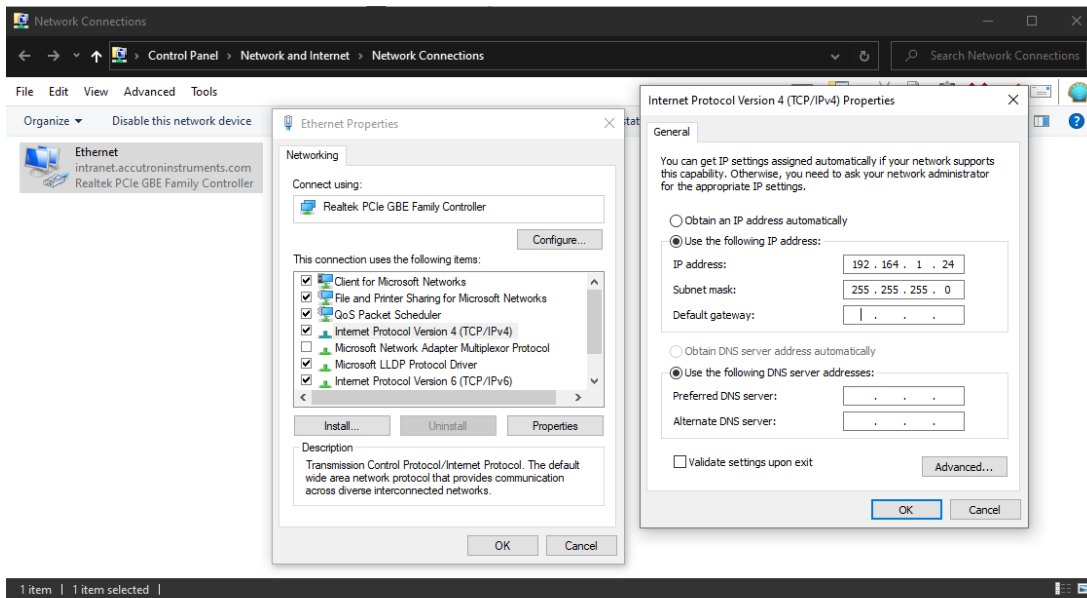 Network Connections
Control Panel > Network and Internet > Network Connections
Search Network Connections
File Edit View Advanced Tools
Organize Disable this network device
Ethernet
intranet.accutroninstruments.com
Realtek PCIe GBE Family Controller
Ethernet Properties
Networking
Connect using:
Realtek PCIe GBE Family Controller
Configure...
This connection uses the following items:
Client for Microsoft Networks
File and Printer Sharing for Microsoft Networks
QoS Packet Scheduler
Internet Protocol Version 4 (TCP/IPv4)
Microsoft Network Adapter Multiplexor Protocol
Microsoft LLDP Protocol Driver
Internet Protocol Version 6 (TCP/IPv6)
Install... Uninstall Properties
Description
Transmission Control Protocol/Internet Protocol. The default
wide area network protocol that provides communication
across diverse interconnected networks.
OK Cancel
Internet Protocol Version 4 (TCP/IPv4) Properties
General
You can get IP settings assigned automatically if your network supports
this capability. Otherwise, you need to ask your network administrator
for the appropriate IP settings.
Obtain an IP address automatically
Use the following IP address:
IP address: 192 . 164 . 1 . 24
Subnet mask: 255 . 255 . 255 . 0
Default gateway: . . .
Obtain DNS server address automatically
Use the following DNS server addresses:
Preferred DNS server: . . .
Alternate DNS server: . . .
Validate settings upon exit
Advanced...
OK Cancel
1 item | 1 item selected |